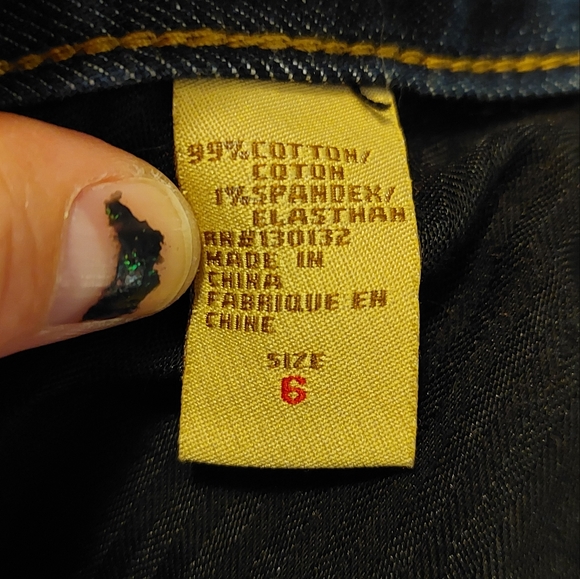 99% COTTON/
COTON
1% SPANDEX/
ELASTHAN
RN#130132
MADE IN
CHINA
FABRIQUE EN
CHINE
SIZE
6